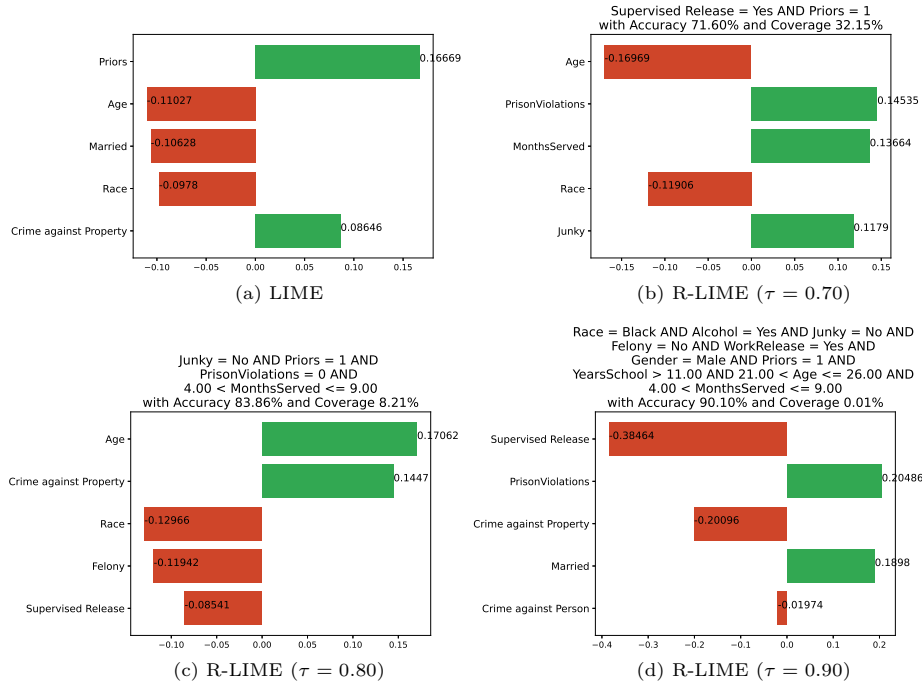 Priors
0.16669
Age
-0.11027
Married
-0.10628
Race
-0.0978
Crime against Property
0.08646
−0.10 −0.05 0.00 0.05 0.10 0.15
(a) LIME
Supervised Release = Yes AND Priors = 1
with Accuracy 71.60% and Coverage 32.15%
Age
-0.16969
PrisonViolations
0.14535
MonthsServed
0.13664
Race
-0.11906
Junky
0.1179
−0.15 −0.10 −0.05 0.00 0.05 0.10 0.15
(b) R-LIME (τ = 0.70)
Junky = No AND Priors = 1 AND
PrisonViolations = 0 AND
4.00 < MonthsServed <= 9.00
with Accuracy 83.86% and Coverage 8.21%
Age
0.17062
Crime against Property
0.1447
Race
-0.12966
Felony
-0.11942
Supervised Release
-0.08541
−0.10 −0.05 0.00 0.05 0.10 0.15
(c) R-LIME (τ = 0.80)
Race = Black AND Alcohol = Yes AND Junky = No AND
Felony = No AND WorkRelease = Yes AND
Gender = Male AND Priors = 1 AND
YearsSchool > 11.00 AND 21.00 < Age <= 26.00 AND
4.00 < MonthsServed <= 9.00
with Accuracy 90.10% and Coverage 0.01%
Supervised Release
-0.38464
PrisonViolations
0.20486
Crime against Property
-0.20096
Married
0.1898
Crime against Person
-0.01974
−0.4 −0.3 −0.2 −0.1 0.0 0.1 0.2
(d) R-LIME (τ = 0.90)